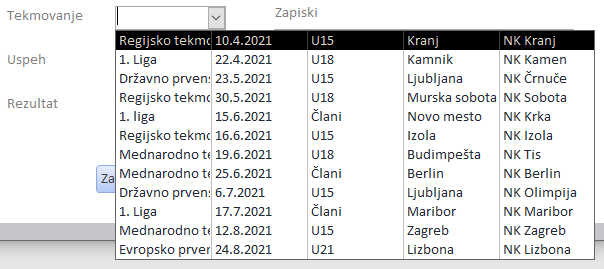 Tekmovanje
Zapiski
Regijsko tekmo 10.4.2021 U15 Kranj NK Kranj
1. Liga 22.4.2021 U18 Kamnik NK Kamen
Uspeh
Državno prvens 23.5.2021 U15 Ljubljana NK Črnuče
Mednarodno te 30.5.2021 U18 Murska sobota NK Sobota
Rezultat
1. liga 15.6.2021 Člani Novo mesto NK Krka
Regijsko tekmo 16.6.2021 U15 Izola NK Izola
Mednarodno te 19.6.2021 U18 Budimpešta NK Tis
Mednarodno te 25.6.2021 Člani Berlin NK Berlin
Za
Državno prvens 6.7.2021 U15 Ljubljana NK Olimpija
1. Liga 17.7.2021 Člani Maribor NK Maribor
Mednarodno te 12.8.2021 U15 Zagreb NK Zagreb
Evropsko prver 24.8.2021 U21 Lizbona NK Lizbona